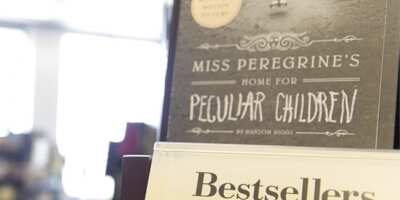 MISS PEREGRINE'S
HOME FOR
PECULIAR CHILDREN
BY RANSOM RIGGS
Bestsellers